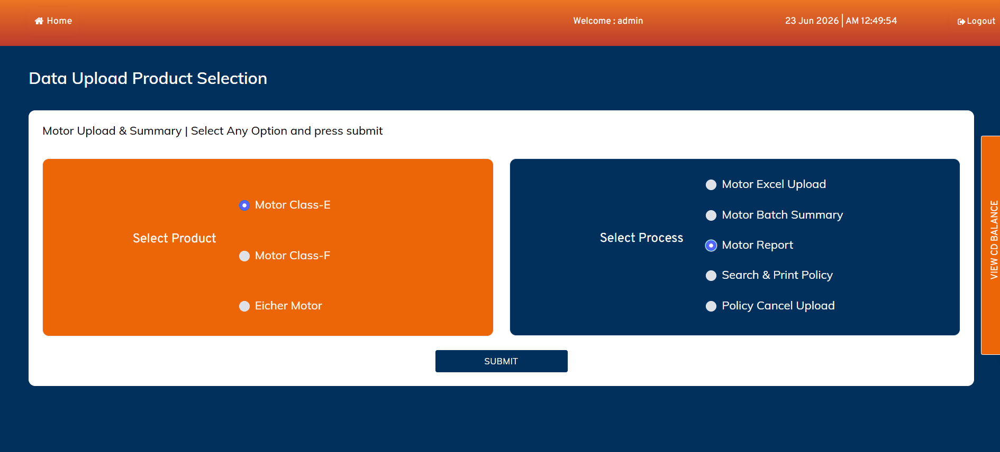 Home
Welcome : admin
23 Jun 2026 | AM 12:49:54
Logout
Data Upload Product Selection
Motor Upload & Summary | Select Any Option and press submit
Select Product
Motor Class-E
Motor Class-F
Eicher Motor
Select Process
Motor Excel Upload
Motor Batch Summary
Motor Report
Search & Print Policy
Policy Cancel Upload
SUBMIT
VIEW CD BALANCE